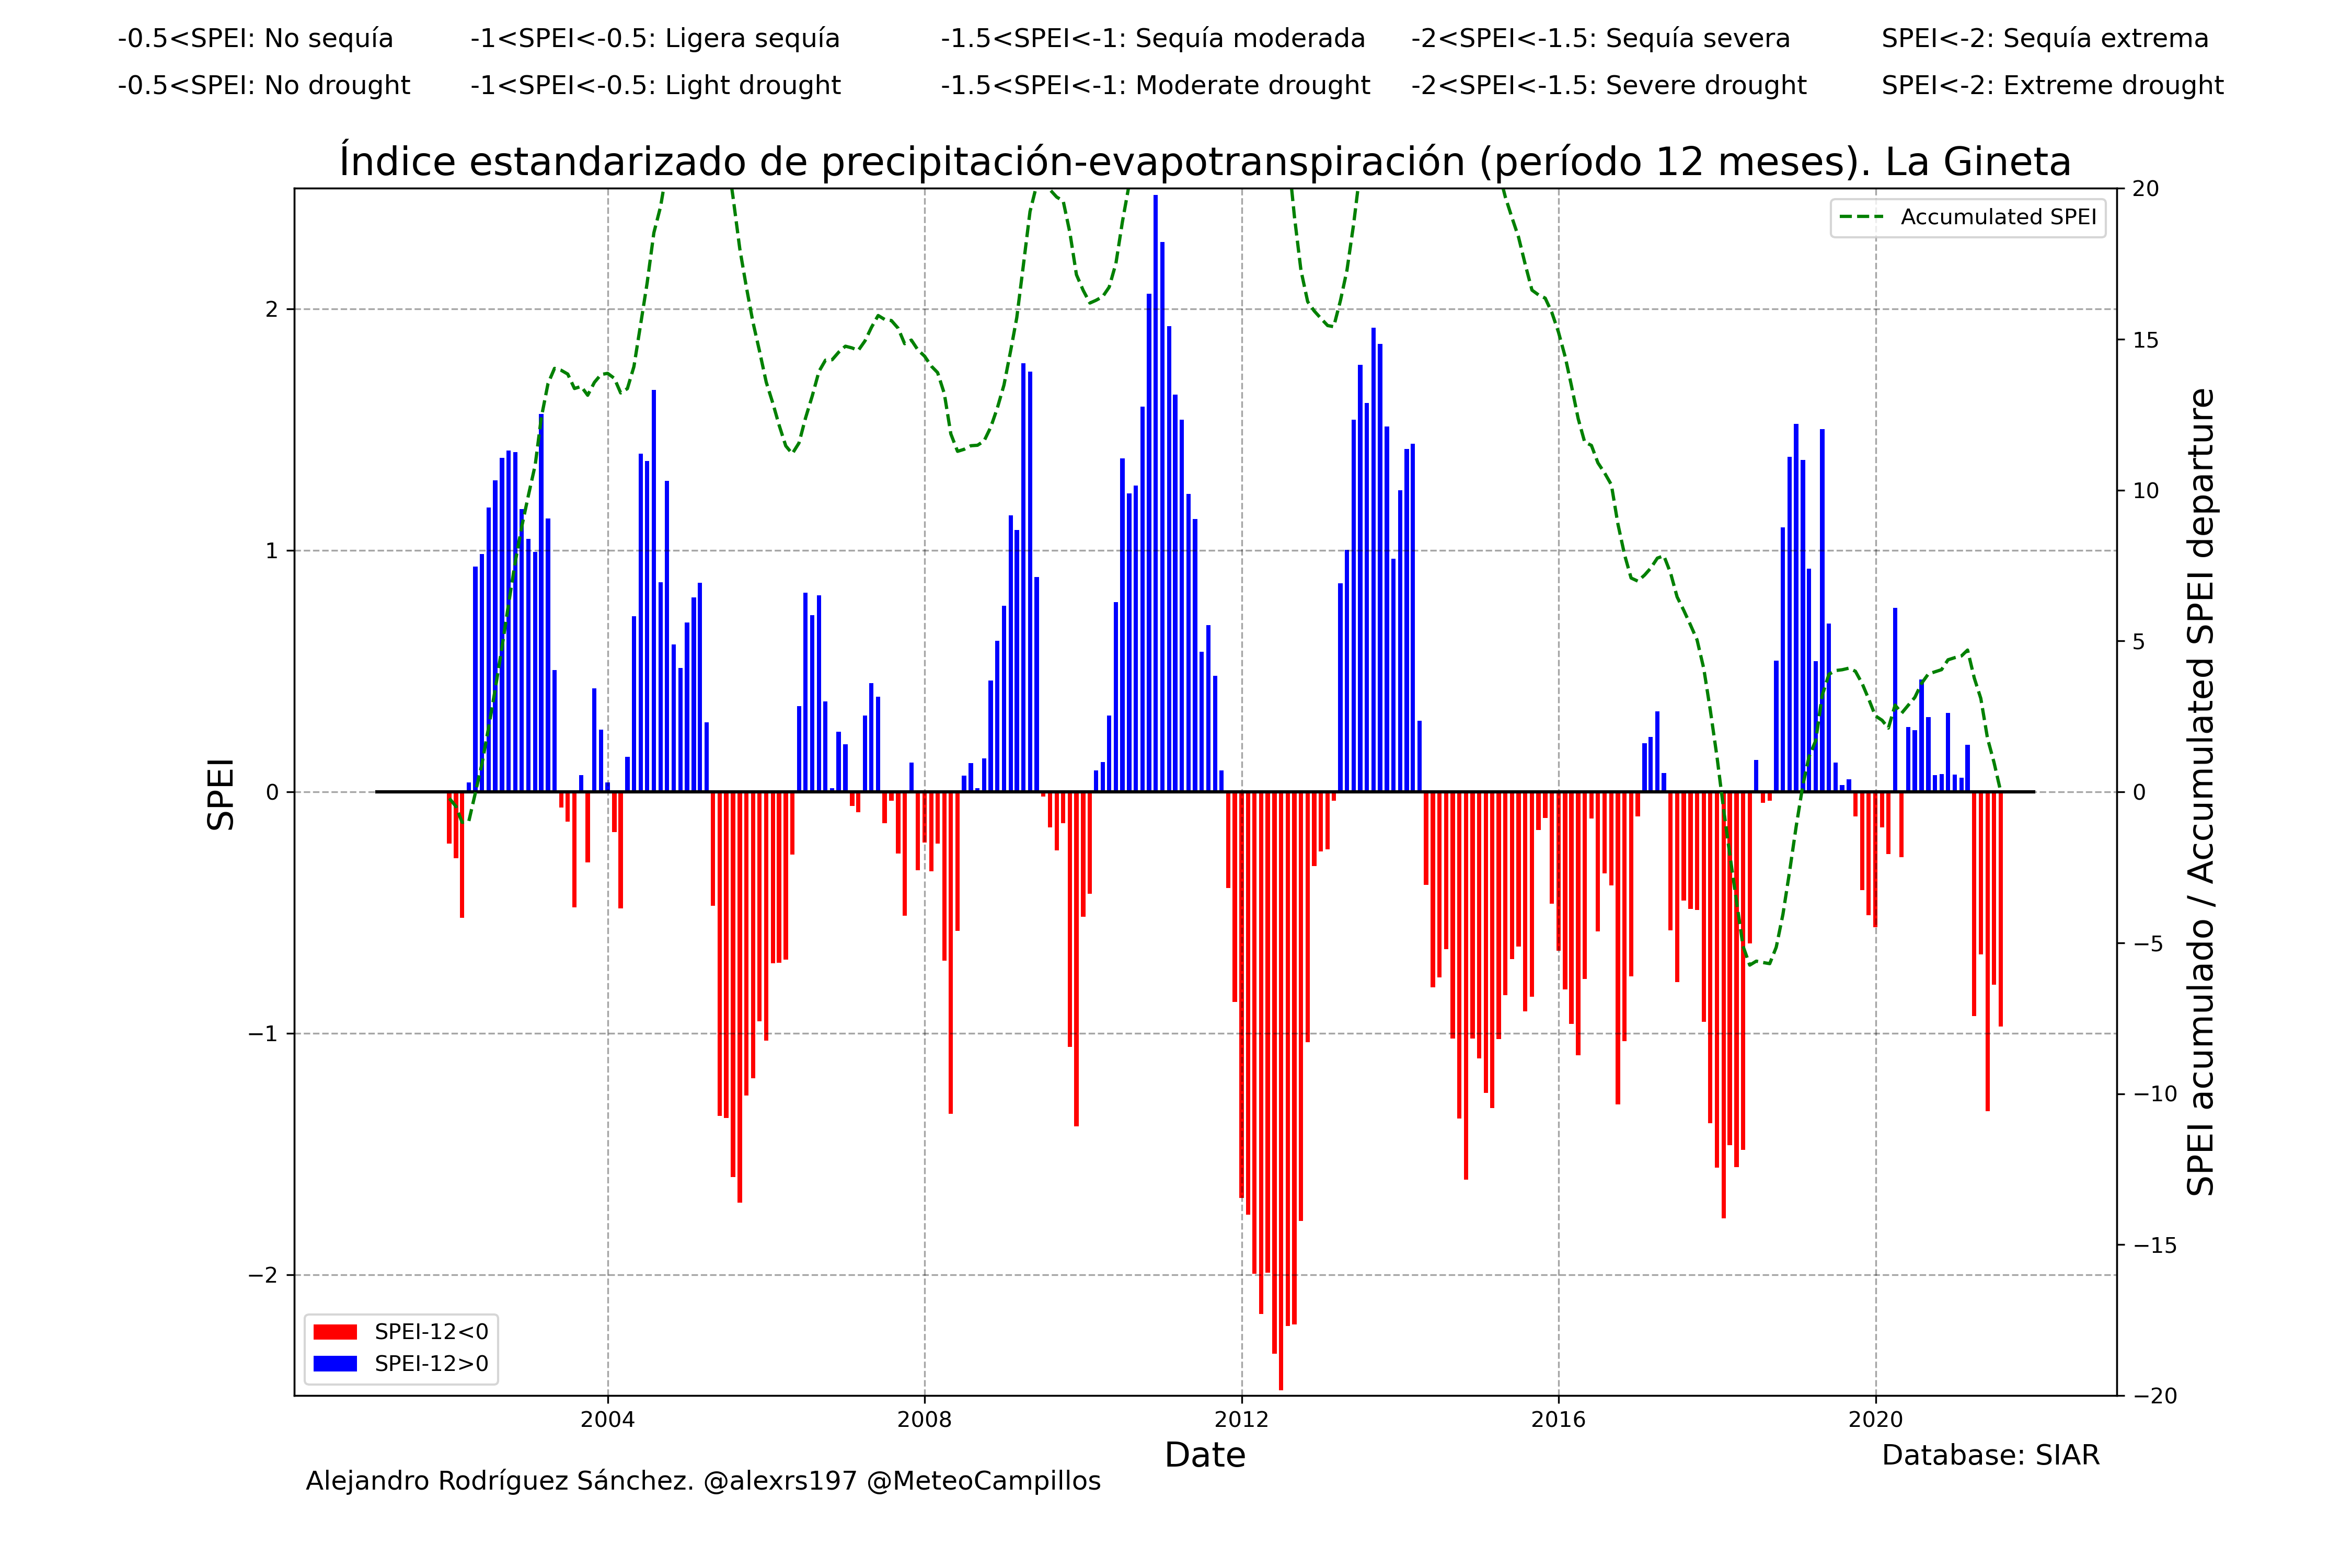 -0.5<SPEI: No sequía -1<SPEI<-0.5: Ligera sequía -1.5<SPEI<-1: Sequía moderada -2<SPEI<-1.5: Sequía severa SPEI<-2: Sequía extrema
-0.5<SPEI: No drought -1<SPEI<-0.5: Light drought -1.5<SPEI<-1: Moderate drought -2<SPEI<-1.5: Severe drought SPEI<-2: Extreme drought
Índice estandarizado de precipitación-evapotranspiración (período 12 meses). La Gineta
Accumulated SPEI
2
1
0
−1
−2
SPEI
20
15
10
5
0
−5
−10
−15
−20
SPEI acumulado / Accumulated SPEI departure
SPEI-12<0
SPEI-12>0
2004 2008 2012 2016 2020
Date
Database: SIAR
Alejandro Rodríguez Sánchez. @alexrs197 @MeteoCampillos